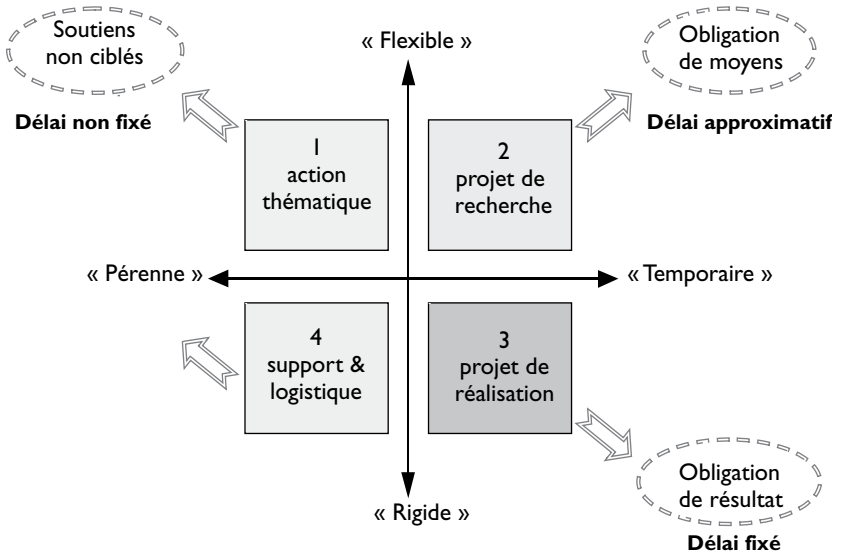 Soutiens
non ciblés
« Flexible »
Obligation
de moyens
Délai non fixé
Délai approximatif
1
action
thématique
2
projet de
recherche
« Pérenne »
« Temporaire »
4
support &
logistique
3
projet de
réalisation
Obligation
de résultat
« Rigide »
Délai fixé